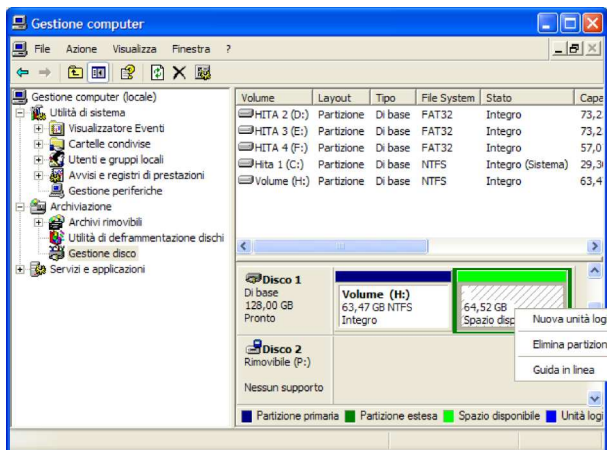 Gestione computer
File Azione Visualizza Finestra ?
Gestione computer (locale)
Utilità di sistema
Visualizzatore Eventi
Cartelle condivise
Utenti e gruppi locali
Avvisi e registri di prestazioni
Gestione periferiche
Archiviazione
Archivi rimovibili
Utilità di deframmentazione dischi
Gestione disco
Servizi e applicazioni
Volume Layout Tipo File System Stato Capa
HITA 2 (D:) Partizione Di base FAT32 Integro 73,2
HITA 3 (E:) Partizione Di base FAT32 Integro 73,2
HITA 4 (F:) Partizione Di base FAT32 Integro 57,0
Hita 1 (C:) Partizione Di base NTFS Integro (Sistema) 29,3
Volume (H:) Partizione Di base NTFS Integro 63,4
Disco 1
Di base
128,00 GB
Pronto
Volume (H:)
63,47 GB NTFS
Integro
64,52 GB
Spazio disp
Nuova unità log
Elimina partizion
Guida in linea
Disco 2
Rimovibile (P:)
Nessun supporto
Partizione primaria Partizione estesa Spazio disponibile Unità logi